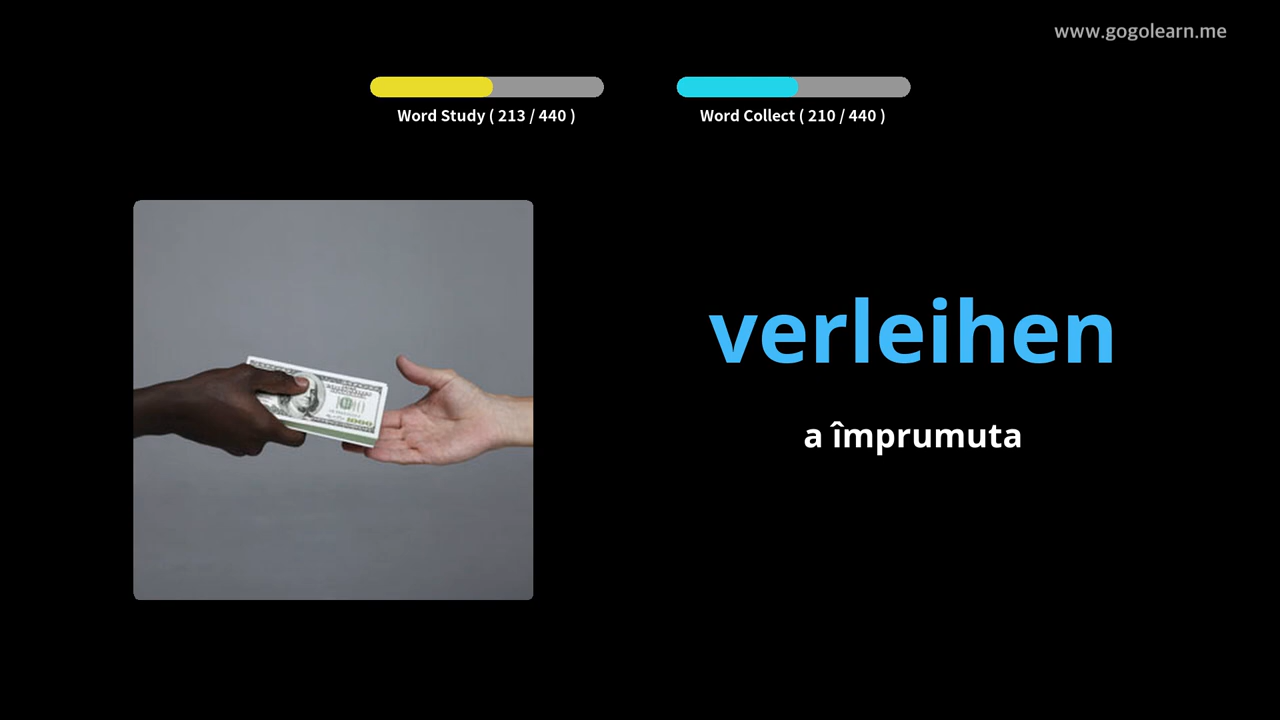 www.gogolearn.me
Word Study ( 213 / 440 )
Word Collect ( 210 / 440 )
verleihen
a împrumuta